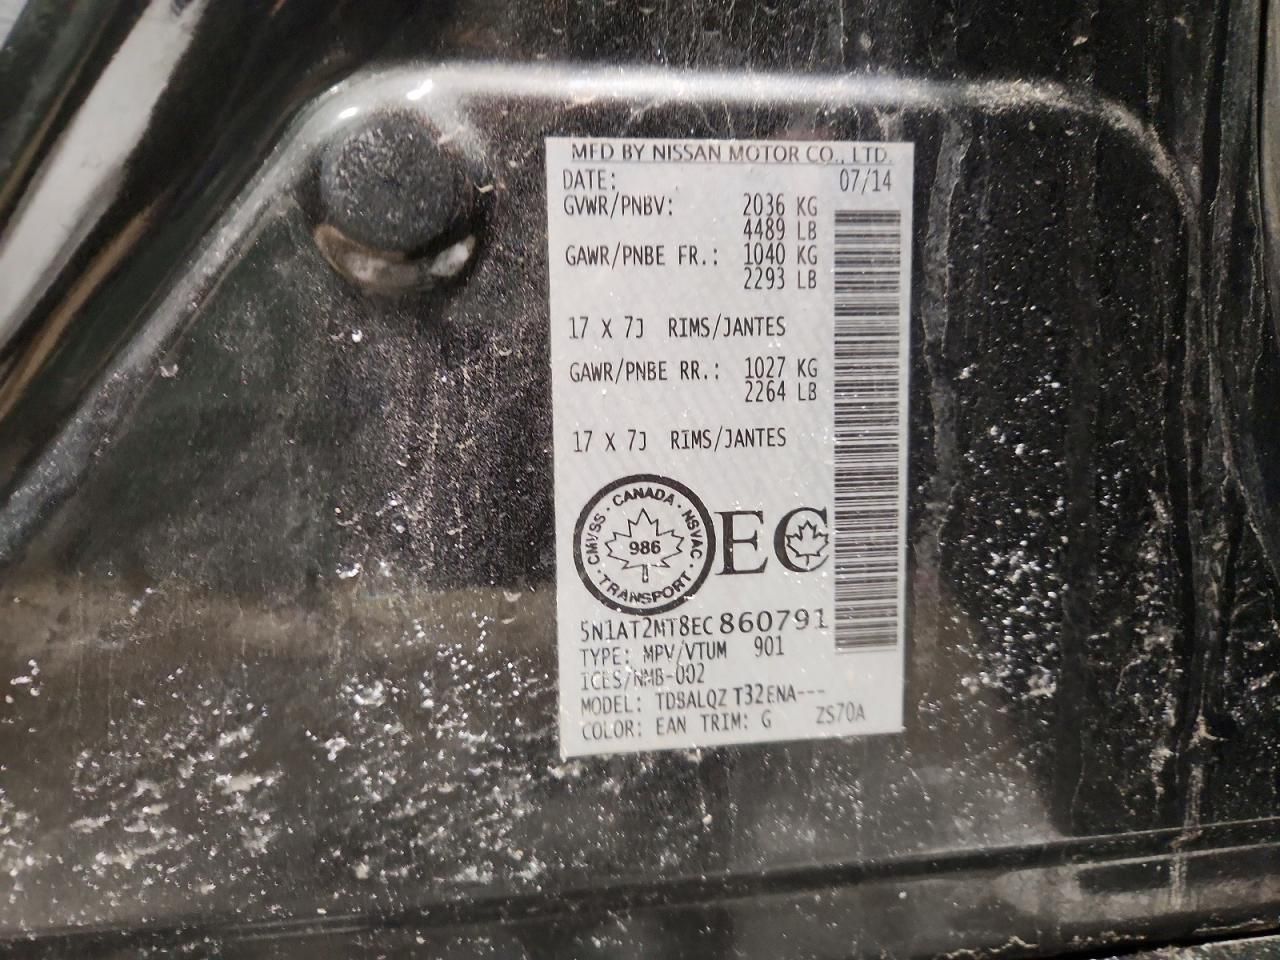 MFD BY NISSAN MOTOR CO., LTD.
DATE: 07/14
GVWR/PNBV: 2036 KG
4489 LB
GAWR/PNBE FR.: 1040 KG
2293 LB
17 X 7J RIMS/JANTES
GAWR/PNBE RR.: 1027 KG
2264 LB
17 X 7J RIMS/JANTES
CMVSS · CANADA · NSVAC · TRANSPORT ·
986
EC
5N1AT2MT8EC860791
TYPE: MPV/VTUM 901
ICES/NMB-002
MODEL: TDBALQZ T32ENA---
COLOR: EAN TRIM: G ZS70A